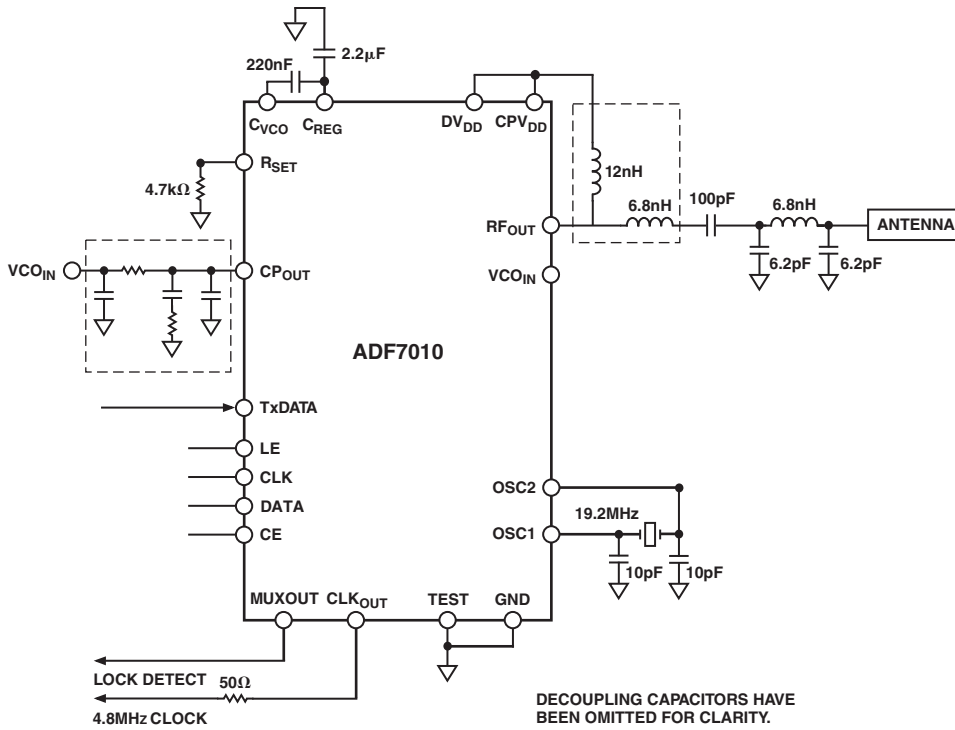 2.2μF
220nF
CVCO
CREG
DVDD
CPVDD
RSET
12nH
4.7kΩ
6.8nH
100pF
6.8nH
RFOUT
ANTENNA
VCOIN
CPOUT
VCOIN
6.2pF
6.2pF
ADF7010
TxDATA
LE
CLK
DATA
CE
OSC2
19.2MHz
OSC1
10pF
10pF
MUXOUT
CLKOUT
TEST
GND
LOCK DETECT
50Ω
4.8MHz CLOCK
DECOUPLING CAPACITORS HAVE
BEEN OMITTED FOR CLARITY.